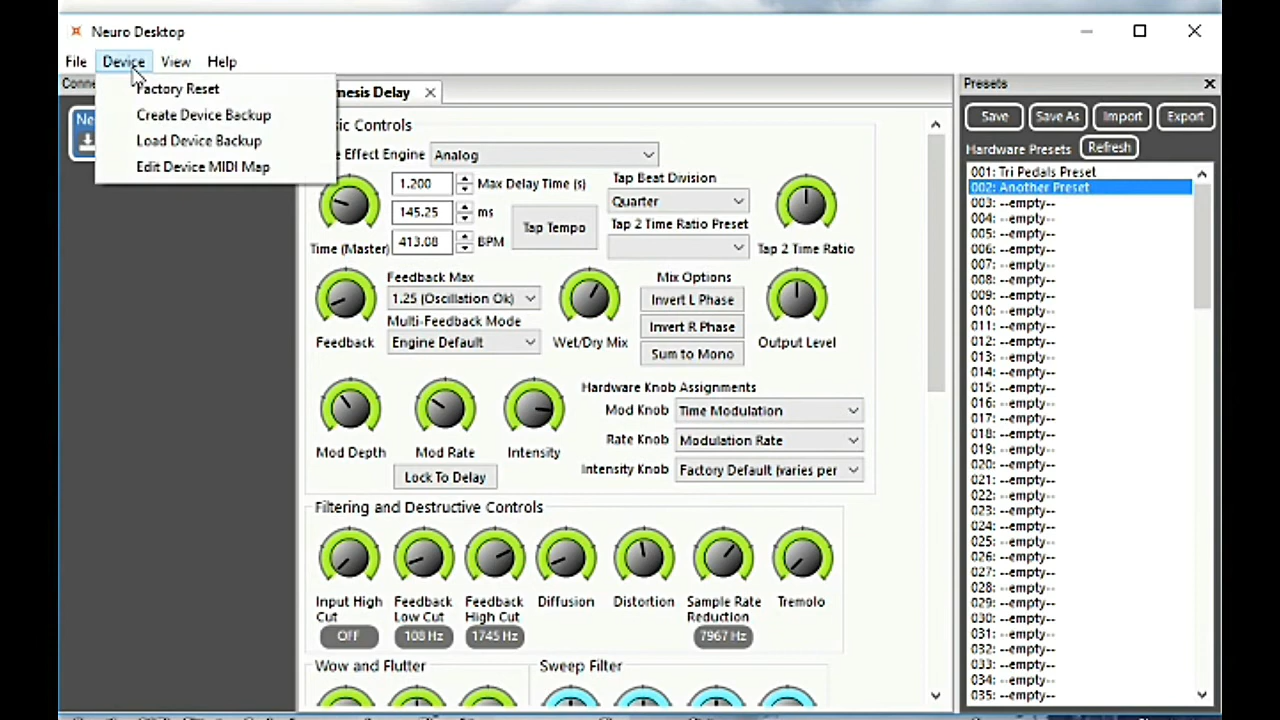 Neuro Desktop
File Device View Help
Factory Reset
Create Device Backup
Load Device Backup
Edit Device MIDI Map
Delay
Controls
Effect Engine Analog
1.200 Max Delay Time (s)
145.25 ms
413.08 BPM
Time (Master)
Tap Tempo
Tap Beat Division
Quarter
Tap 2 Time Ratio Preset
Tap 2 Time Ratio
Feedback
Feedback Max
1.25 (Oscillation Ok)
Multi-Feedback Mode
Engine Default
Wet/Dry Mix
Mix Options
Invert L Phase
Invert R Phase
Sum to Mono
Output Level
Mod Depth
Mod Rate
Intensity
Lock To Delay
Hardware Knob Assignments
Mod Knob Time Modulation
Rate Knob Modulation Rate
Intensity Knob Factory Default (varies per
Filtering and Destructive Controls
Input High
Cut
OFF
Feedback
Low Cut
108 Hz
Feedback
High Cut
1745 Hz
Diffusion
Distortion
Sample Rate
Reduction
7967 Hz
Tremolo
Wow and Flutter
Sweep Filter
Presets
Save Save As Import Export
Hardware Presets Refresh
001: Tri Pedals Preset
002: Another Preset
003: --empty--
004: --empty--
005: --empty--
006: --empty--
007: --empty--
008: --empty--
009: --empty--
010: --empty--
011: --empty--
012: --empty--
013: --empty--
014: --empty--
015: --empty--
016: --empty--
017: --empty--
018: --empty--
019: --empty--
020: --empty--
021: --empty--
022: --empty--
023: --empty--
024: --empty--
025: --empty--
026: --empty--
027: --empty--
028: --empty--
029: --empty--
030: --empty--
031: --empty--
032: --empty--
033: --empty--
034: --empty--
035: --empty--